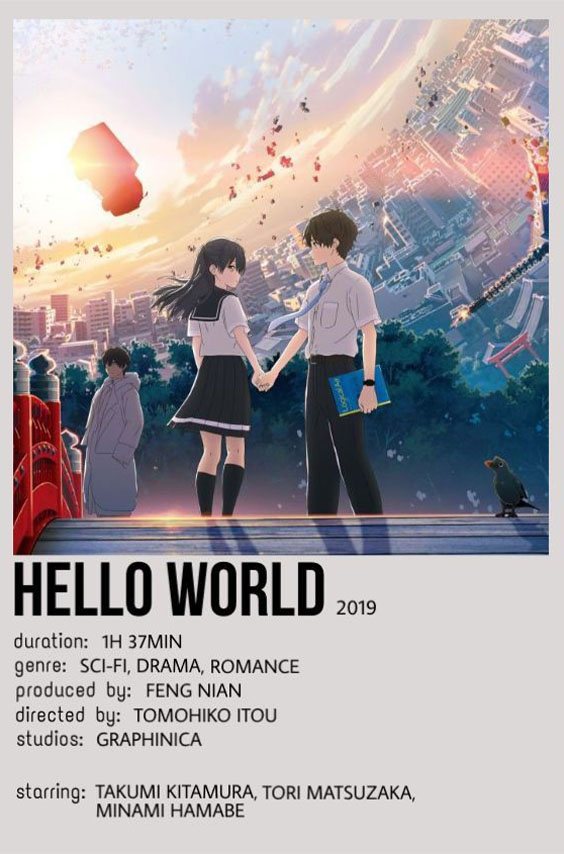 HELLO WORLD 2019
duration: 1H 37MIN
genre: SCI-FI, DRAMA, ROMANCE
produced by: FENG NIAN
directed by: TOMOHIKO ITOU
studios: GRAPHINICA
starring: TAKUMI KITAMURA, TORI MATSUZAKA,
MINAMI HAMABE